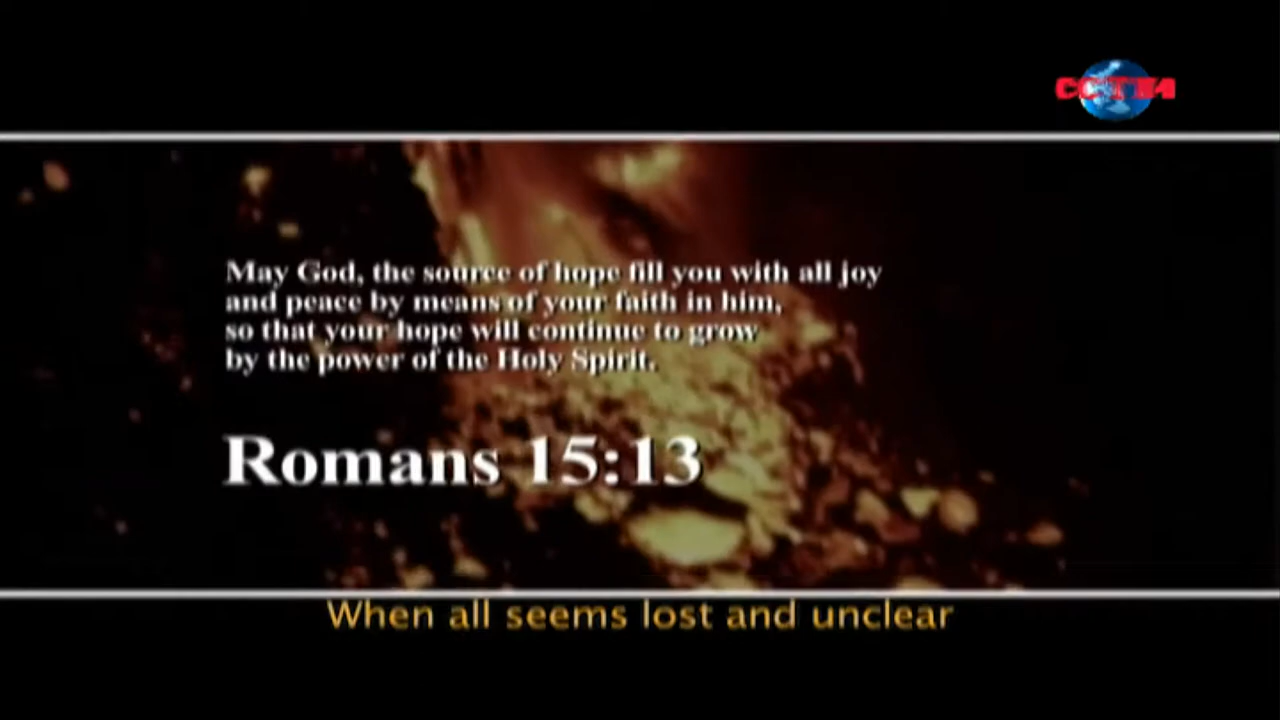 CCTN
May God, the source of hope fill you with all joy
and peace by means of your faith in him,
so that your hope will continue to grow
by the power of the Holy Spirit.
Romans 15:13
When all seems lost and unclear